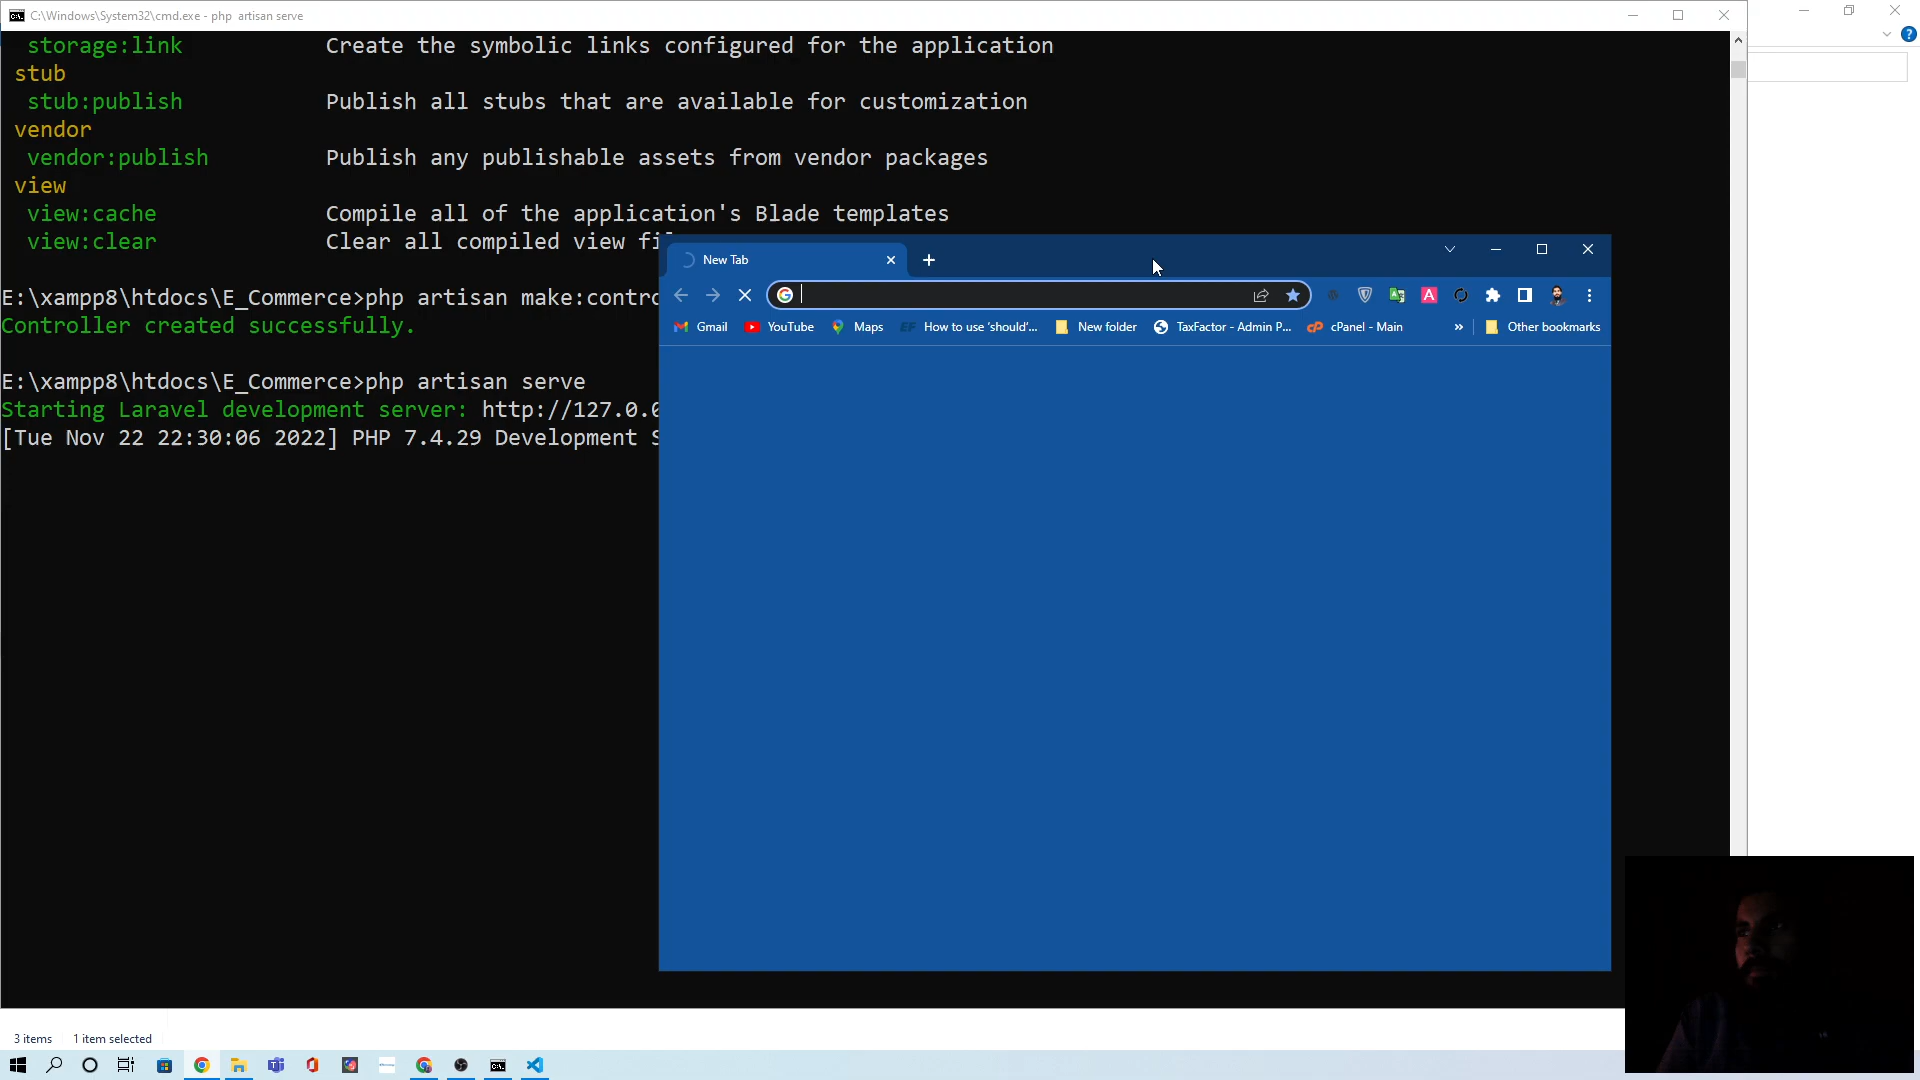 C:\Windows\System32\cmd.exe - php  artisan serve
storage:link Create the symbolic links configured for the application
stub
stub:publish Publish all stubs that are available for customization
vendor
vendor:publish Publish any publishable assets from vendor packages
view
view:cache Compile all of the application's Blade templates
view:clear Clear all compiled view fil
E:\xampp8\htdocs\E_Commerce>php artisan make:contro
Controller created successfully.
E:\xampp8\htdocs\E_Commerce>php artisan serve
Starting Laravel development server: http://127.0.0
[Tue Nov 22 22:30:06 2022] PHP 7.4.29 Development S
New Tab
Gmail YouTube Maps EF How to use 'should'... New folder TaxFactor - Admin P... cP cPanel - Main » Other bookmarks
3 items 1 item selected